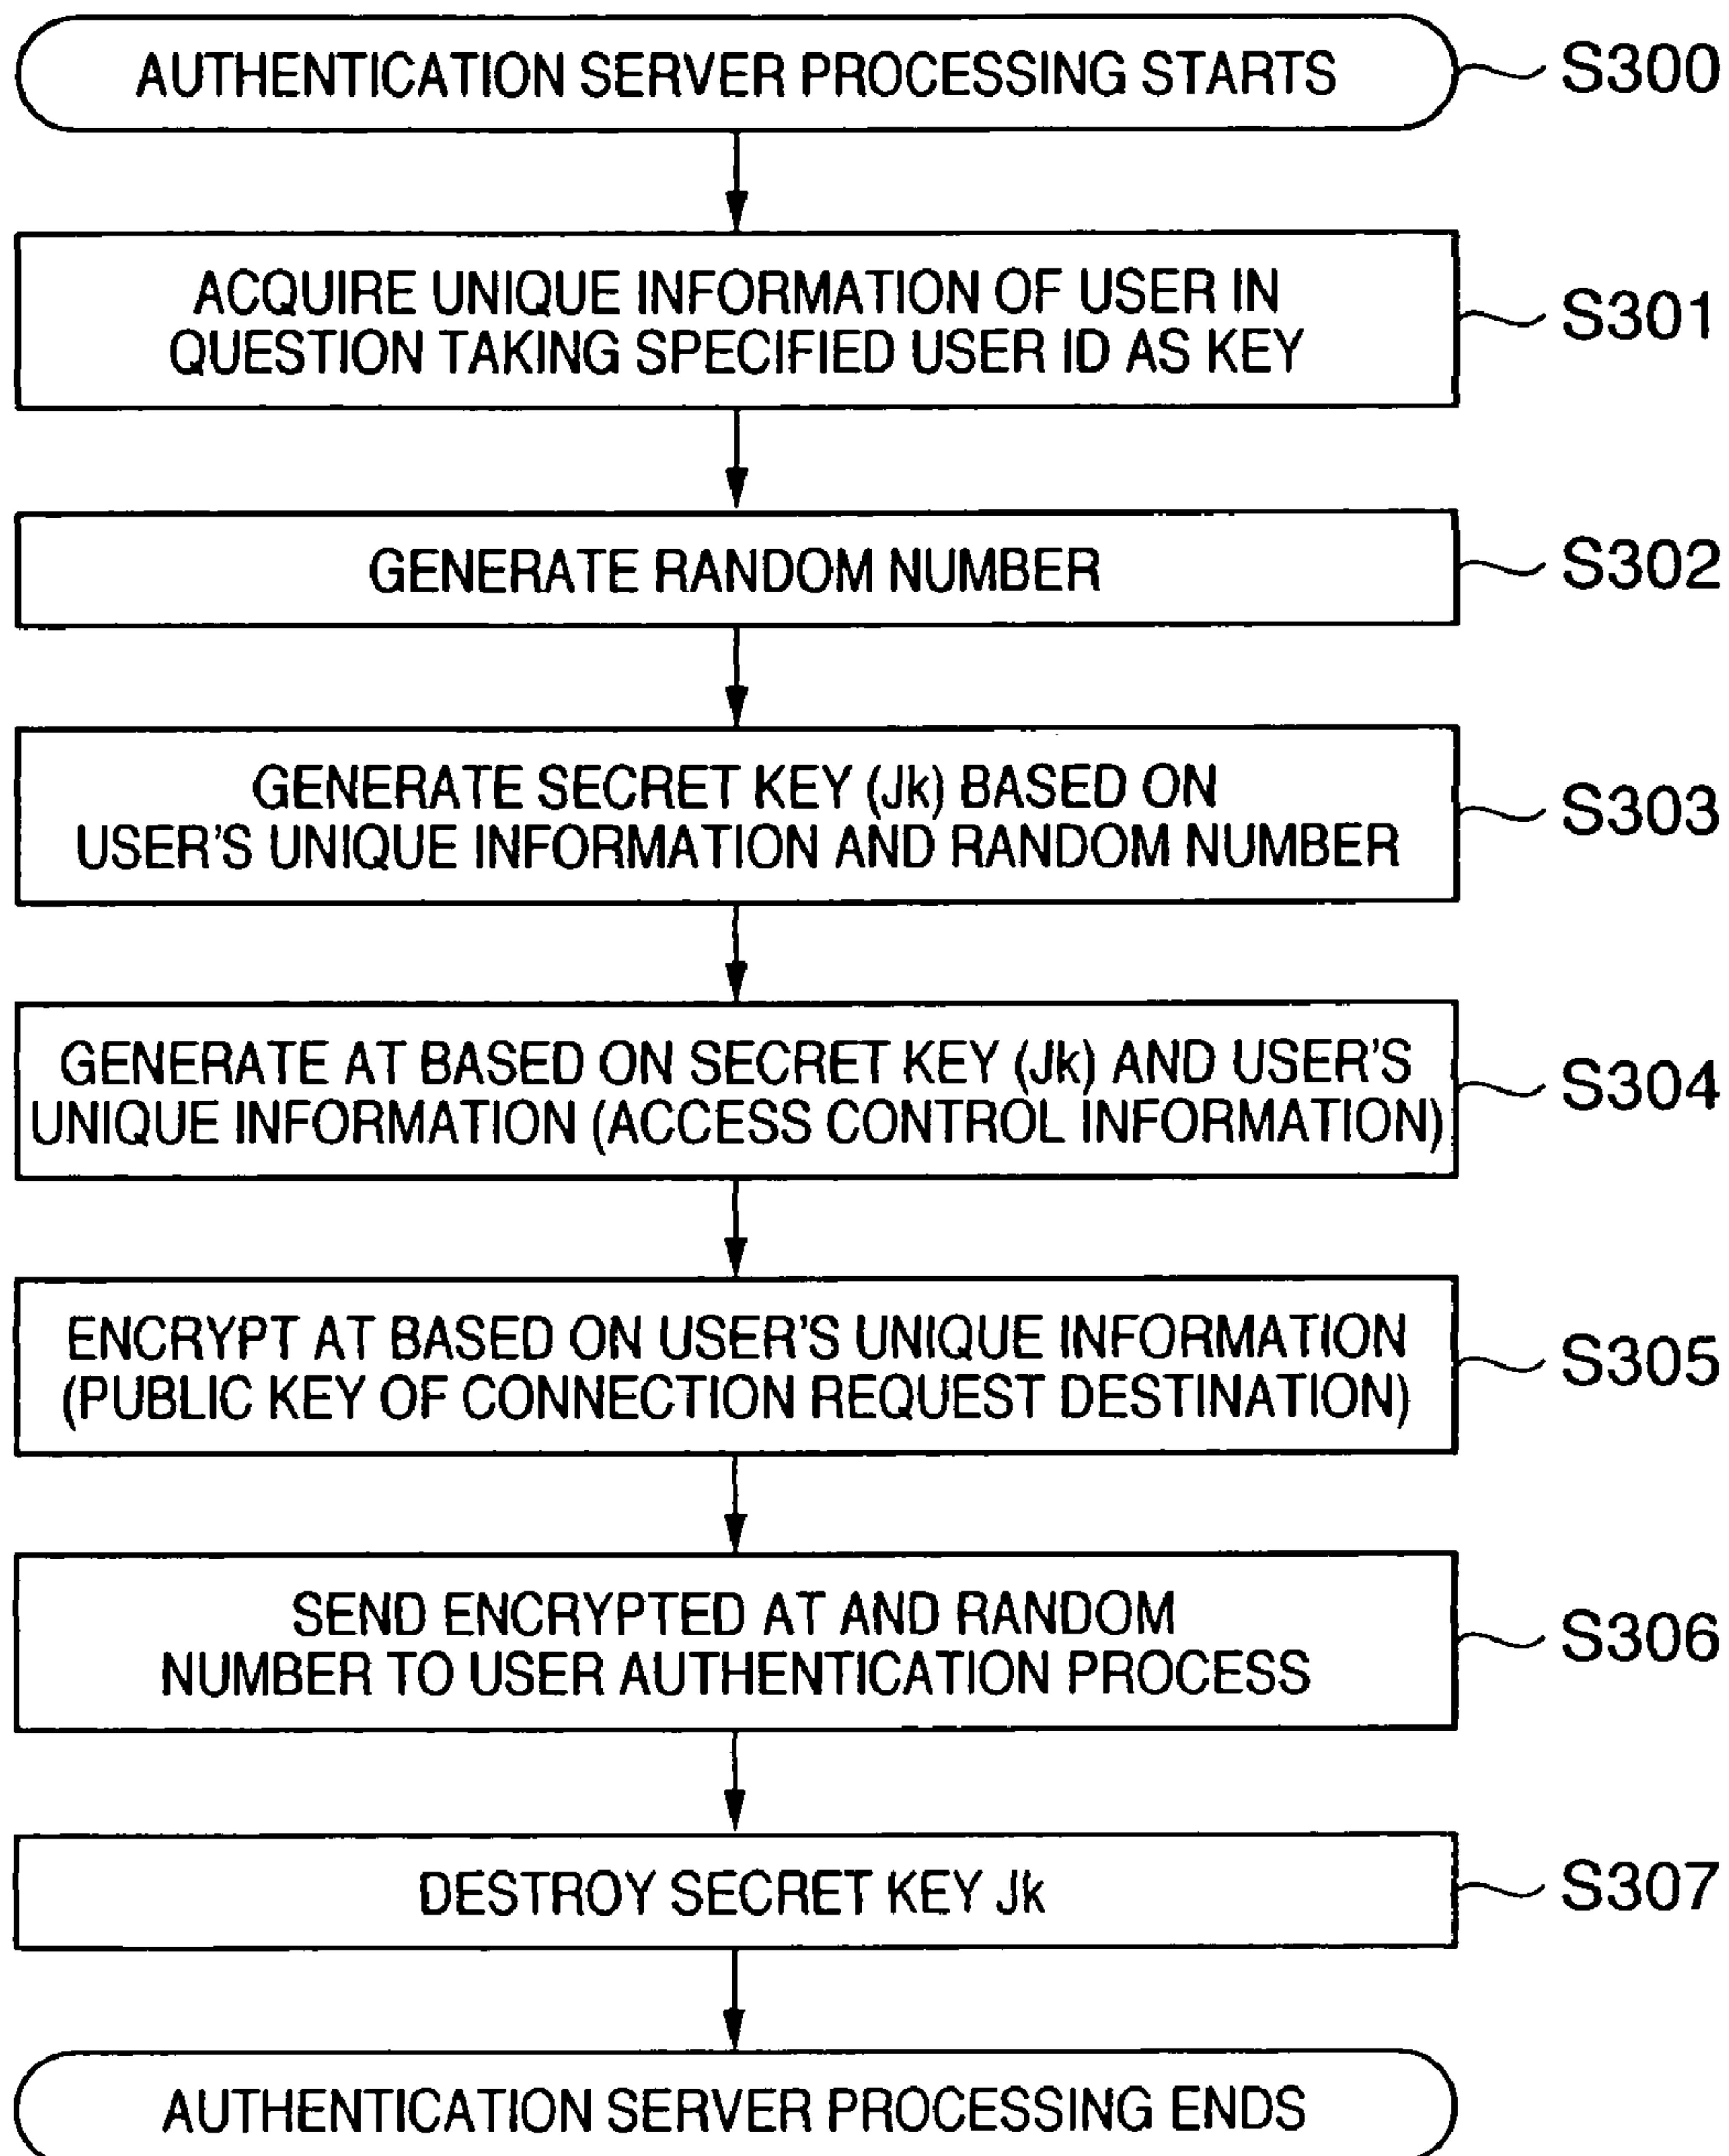 AUTHENTICATION SERVER PROCESSING STARTS
S300
ACQUIRE UNIQUE INFORMATION OF USER IN
QUESTION TAKING SPECIFIED USER ID AS KEY
S301
GENERATE RANDOM NUMBER
S302
GENERATE SECRET KEY (Jk) BASED ON
USER'S UNIQUE INFORMATION AND RANDOM NUMBER
S303
GENERATE AT BASED ON SECRET KEY (Jk) AND USER'S
UNIQUE INFORMATION (ACCESS CONTROL INFORMATION)
S304
ENCRYPT AT BASED ON USER'S UNIQUE INFORMATION
(PUBLIC KEY OF CONNECTION REQUEST DESTINATION)
S305
SEND ENCRYPTED AT AND RANDOM
NUMBER TO USER AUTHENTICATION PROCESS
S306
DESTROY SECRET KEY Jk
S307
AUTHENTICATION SERVER PROCESSING ENDS